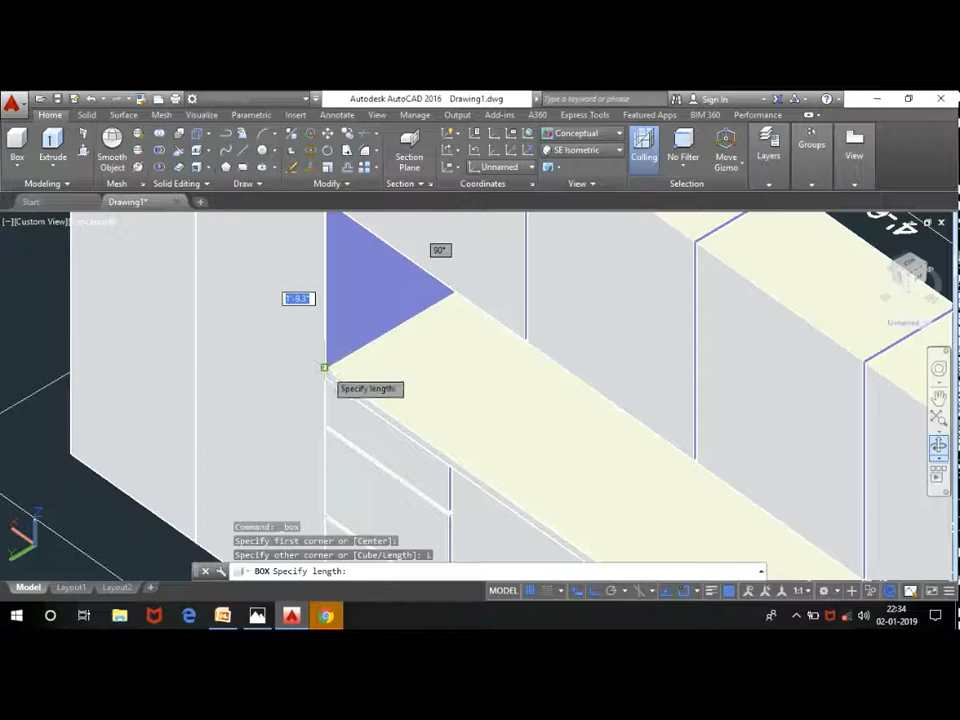 Autodesk AutoCAD 2016 Drawing1.dwg
Type a keyword or phrase
Sign In
Home Solid Surface Mesh Visualize Parametric Insert Annotate View Manage Output Add-ins A360 Express Tools Featured Apps BIM 360 Performance
Conceptual
SE Isometric
Unnamed
Box Extrude Smooth Object Section Plane Culling No Filter Move Gizmo Layers Groups View
Modeling Mesh Solid Editing Draw Modify Section Coordinates View Selection
Start Drawing1*
[−][Custom View]
90°
1'-9.3"
Specify length:
Unnamed
Command: _box
Specify first corner or [Center]:
Specify other corner or [Cube/Length]: L
BOX Specify length:
Model Layout1 Layout2
MODEL
1:1
22:34
02-01-2019